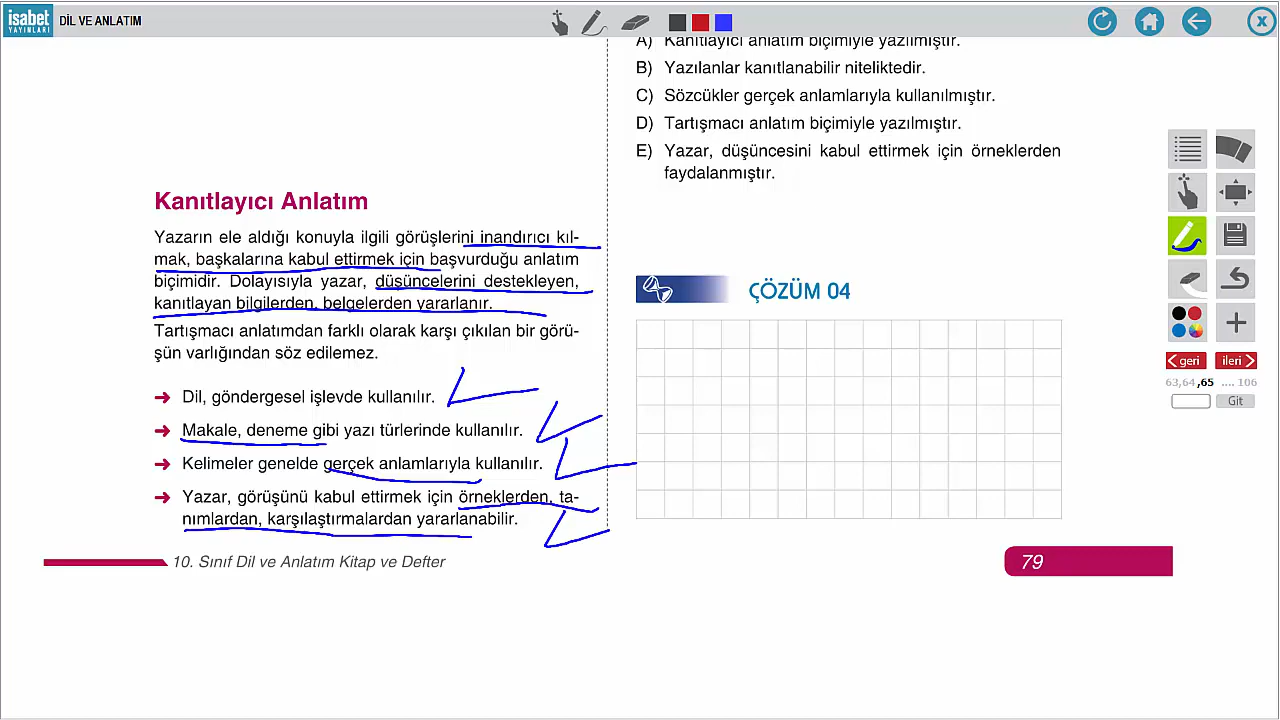 isabet
YAYINLARI
DİL VE ANLATIM
X
A) Kanıtlayıcı anlatım biçimiyle yazılmıştır.
B) Yazılanlar kanıtlanabilir niteliktedir.
C) Sözcükler gerçek anlamlarıyla kullanılmıştır.
D) Tartışmacı anlatım biçimiyle yazılmıştır.
E) Yazar, düşüncesini kabul ettirmek için örneklerden
faydalanmıştır.
Kanıtlayıcı Anlatım
Yazarın ele aldığı konuyla ilgili görüşlerini inandırıcı kıl-
mak, başkalarına kabul ettirmek için başvurduğu anlatım
biçimidir. Dolayısıyla yazar, düşüncelerini destekleyen,
kanıtlayan bilgilerden, belgelerden yararlanır.
Tartışmacı anlatımdan farklı olarak karşı çıkılan bir görü-
şün varlığından söz edilemez.
➔ Dil, göndergesel işlevde kullanılır.
➔ Makale, deneme gibi yazı türlerinde kullanılır.
➔ Kelimeler genelde gerçek anlamlarıyla kullanılır.
➔ Yazar, görüşünü kabul ettirmek için örneklerden, ta-
nımlardan, karşılaştırmalardan yararlanabilir.
ÇÖZÜM 04
10. Sınıf Dil ve Anlatım Kitap ve Defter
79
geri
ileri
63,64,65 .... 106
Git